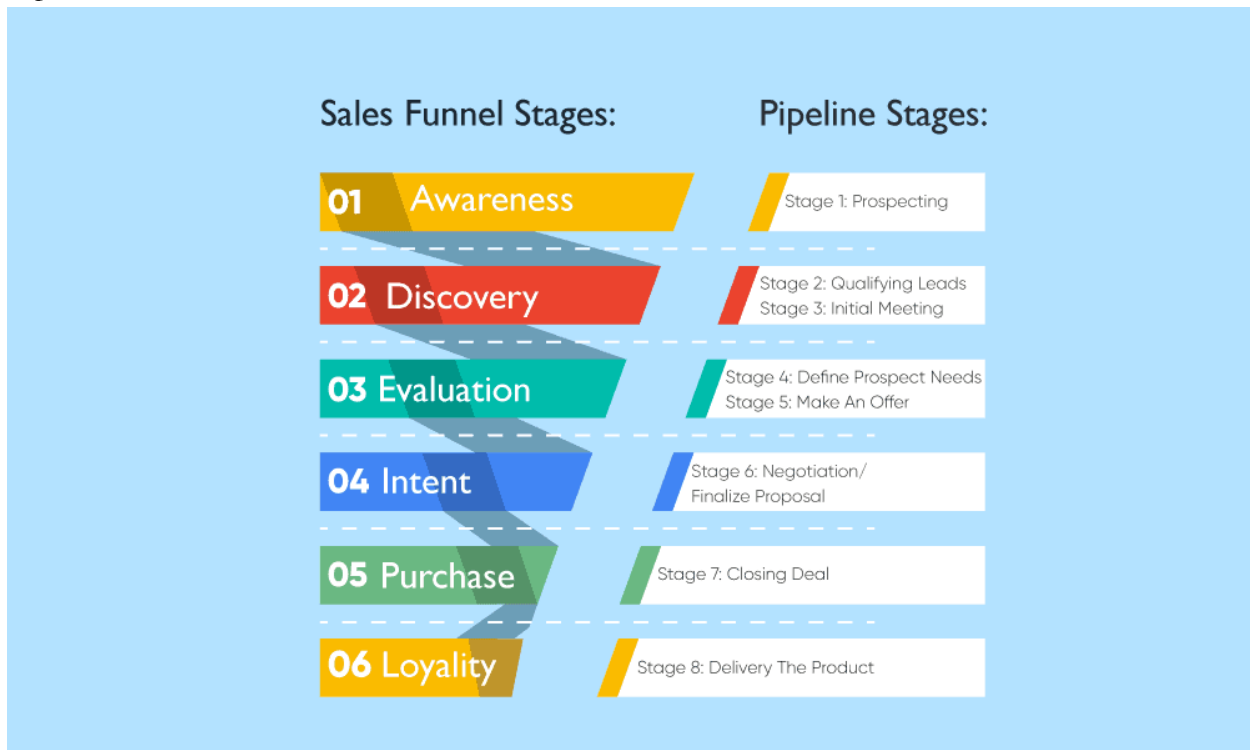 Sales Funnel Stages:
Pipeline Stages:
01 Awareness
Stage 1: Prospecting
02 Discovery
Stage 2: Qualifying Leads
Stage 3: Initial Meeting
03 Evaluation
Stage 4: Define Prospect Needs
Stage 5: Make An Offer
04 Intent
Stage 6: Negotiation/
Finalize Proposal
05 Purchase
Stage 7: Closing Deal
06 Loyality
Stage 8: Delivery The Product